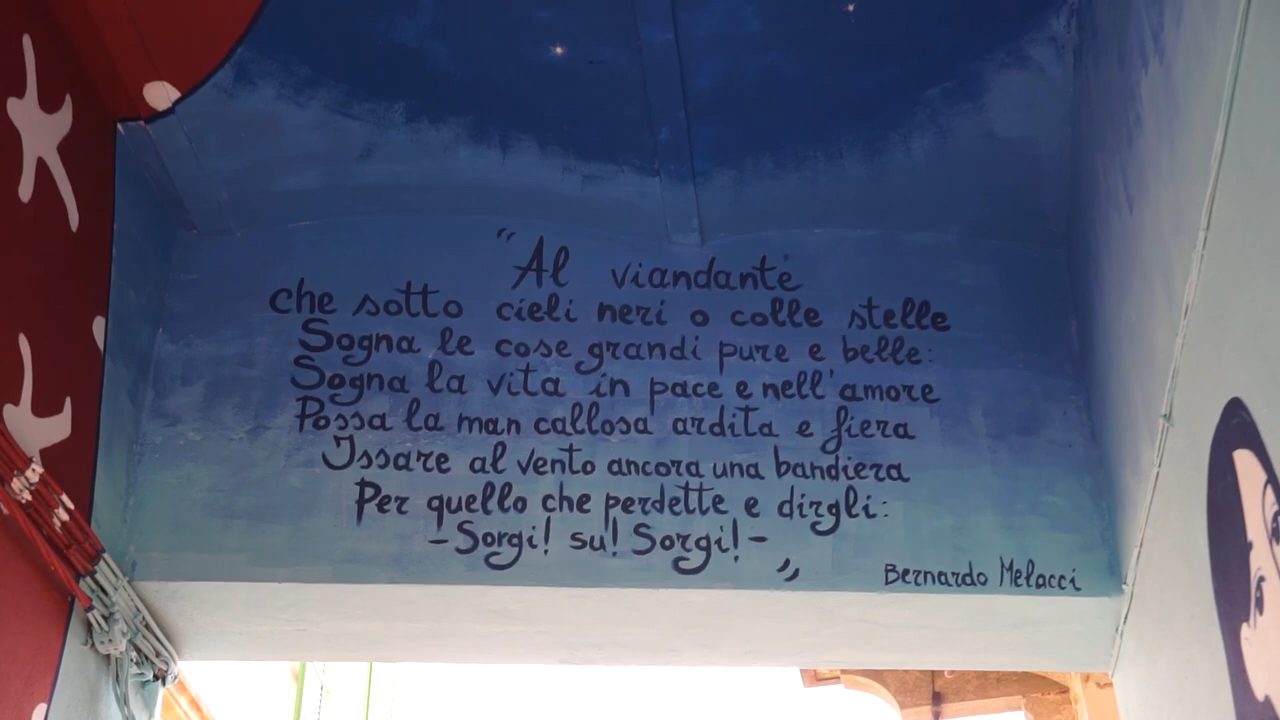 "Al viandante
che sotto cieli neri o colle stelle
Sogna le cose grandi pure e belle:
Sogna la vita in pace e nell'amore
Possa la man callosa ardita e fiera
Issare al vento ancora una bandiera
Per quello che perdette e dirgli:
-Sorgi! su! Sorgi!-"
Bernardo Melacci